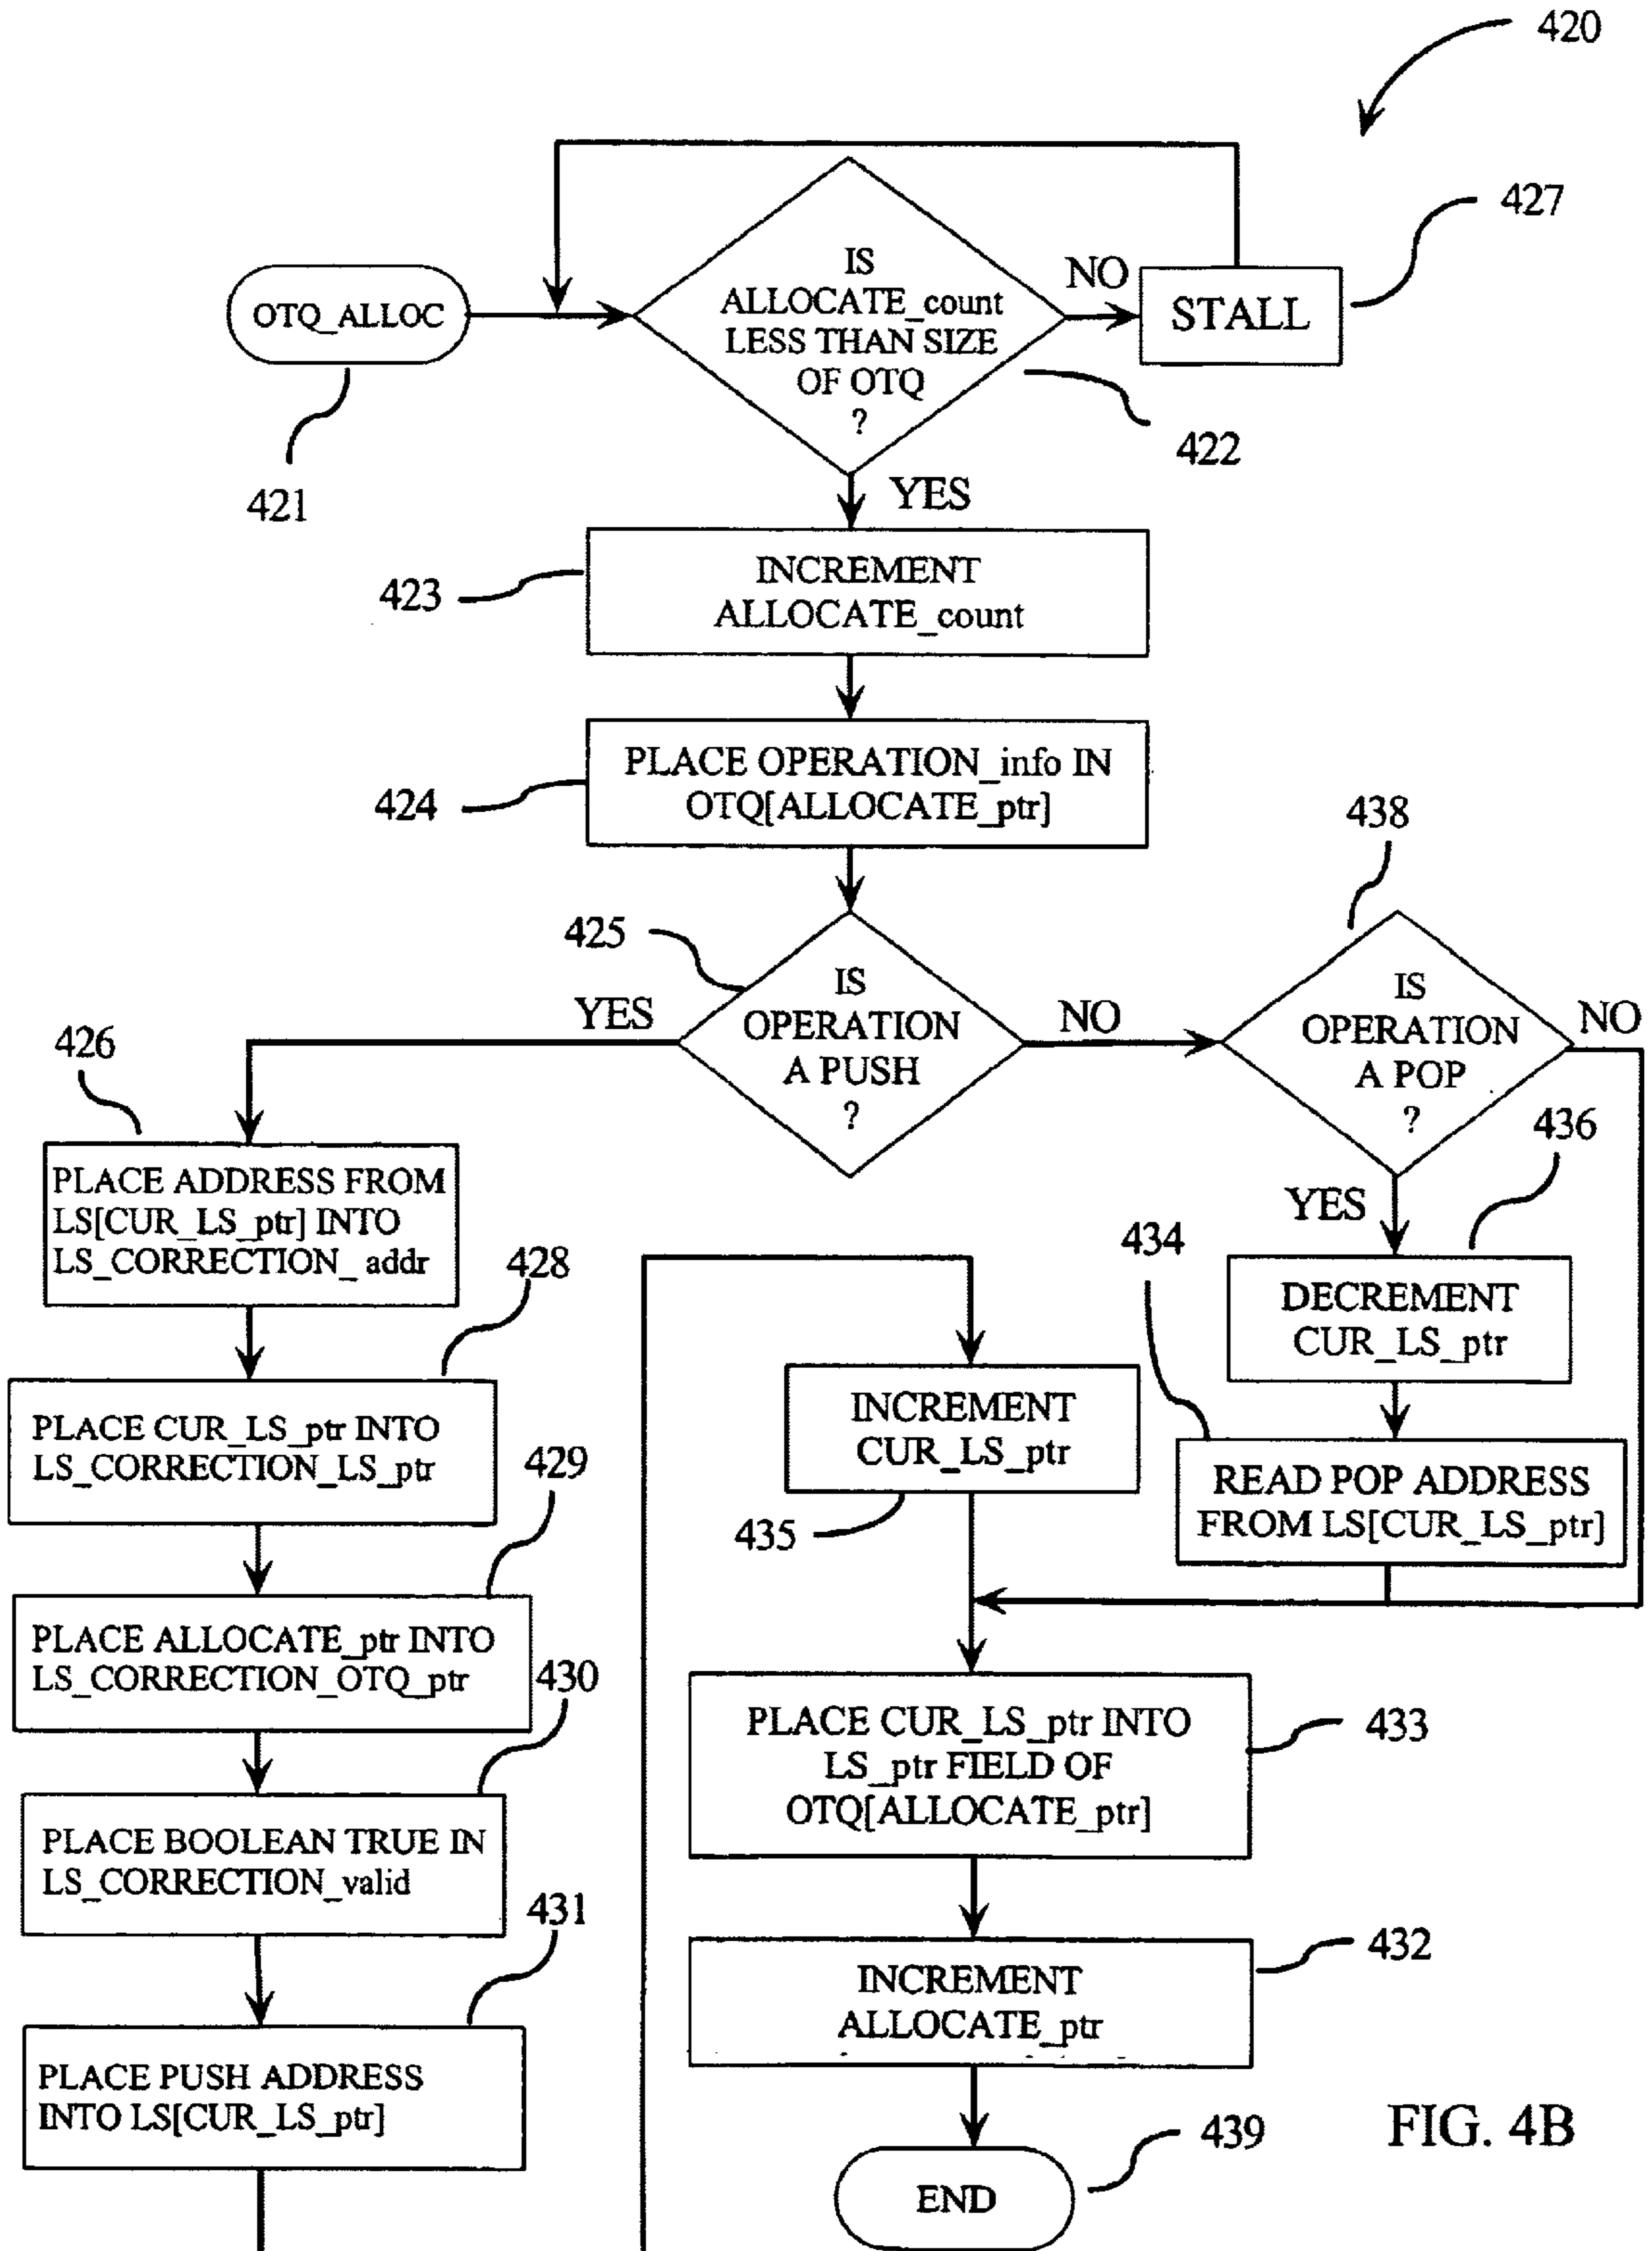 420
427
IS
ALLOCATE_count
LESS THAN SIZE
OF OTQ
?
NO
STALL
OTQ_ALLOC
422
421
YES
423
INCREMENT
ALLOCATE_count
424
PLACE OPERATION_info IN
OTQ[ALLOCATE_ptr]
438
425
IS
OPERATION
A PUSH
?
YES
NO
IS
OPERATION
A POP
?
NO
426
436
YES
PLACE ADDRESS FROM
LS[CUR_LS_ptr] INTO
LS_CORRECTION_ addr
434
428
DECREMENT
CUR_LS_ptr
PLACE CUR_LS_ptr INTO
LS_CORRECTION_LS_ptr
INCREMENT
CUR_LS_ptr
429
435
READ POP ADDRESS
FROM LS[CUR_LS_ptr]
PLACE ALLOCATE_ptr INTO
LS_CORRECTION_OTQ_ptr
430
PLACE CUR_LS_ptr INTO
LS_ptr FIELD OF
OTQ[ALLOCATE_ptr]
433
PLACE BOOLEAN TRUE IN
LS_CORRECTION_valid
431
432
INCREMENT
ALLOCATE_ptr
PLACE PUSH ADDRESS
INTO LS[CUR_LS_ptr]
439
END
FIG. 4B